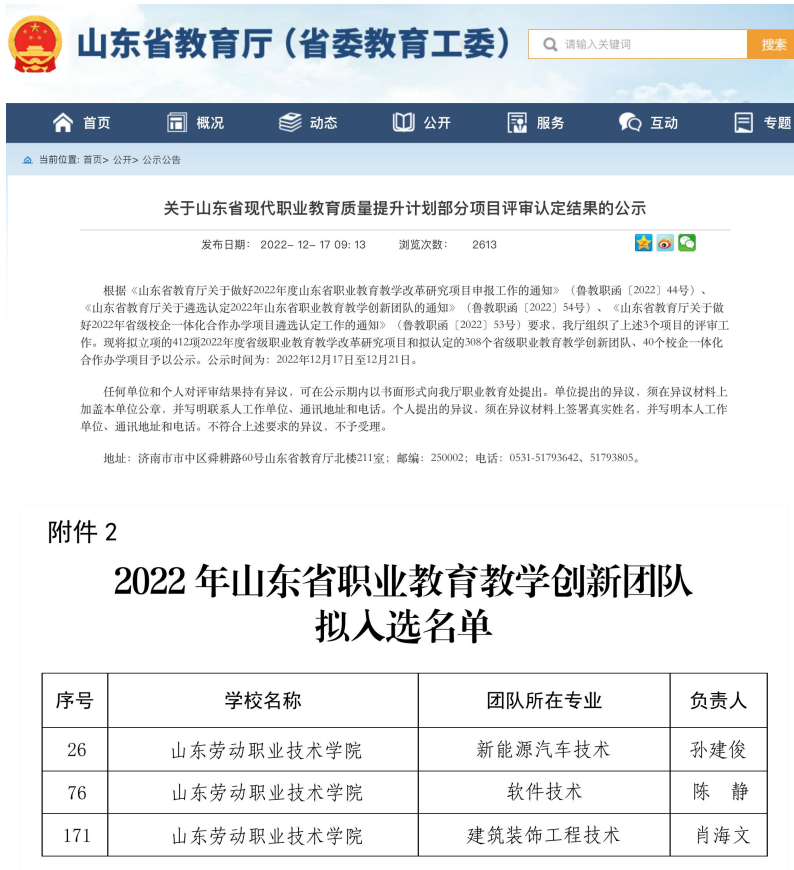 山东省教育厅（省委教育工委）
请输入关键词
搜索
首页 概况 动态 公开 服务 互动 专题
当前位置: 首页> 公开> 公示公告
关于山东省现代职业教育质量提升计划部分项目评审认定结果的公示
发布日期： 2022- 12- 17 09: 13 浏览次数： 2613
根据《山东省教育厅关于做好2022年度山东省职业教育教学改革研究项目申报工作的通知》（鲁教职函〔2022〕44号）、
《山东省教育厅关于遴选认定2022年山东省职业教育教学创新团队的通知》（鲁教职函〔2022〕54号）、《山东省教育厅关于做
好2022年省级校企一体化合作办学项目遴选认定工作的通知》（鲁教职函〔2022〕53号）要求，我厅组织了上述3个项目的评审工
作。现将拟立项的412项2022年度省级职业教育教学改革研究项目和拟认定的308个省级职业教育教学创新团队、40个校企一体化
合作办学项目予以公示。公示时间为：2022年12月17日至12月21日。
任何单位和个人对评审结果持有异议，可在公示期内以书面形式向我厅职业教育处提出。单位提出的异议，须在异议材料上
加盖本单位公章，并写明联系人工作单位、通讯地址和电话。个人提出的异议，须在异议材料上签署真实姓名，并写明本人工作
单位、通讯地址和电话。不符合上述要求的异议，不予受理。
地址：济南市市中区舜耕路60号山东省教育厅北楼211室；邮编：250002；电话：0531-51793642、51793805。
附件 2
2022 年山东省职业教育教学创新团队
拟入选名单
序号 学校名称 团队所在专业 负责人
26 山东劳动职业技术学院 新能源汽车技术 孙建俊
76 山东劳动职业技术学院 软件技术 陈 静
171 山东劳动职业技术学院 建筑装饰工程技术 肖海文